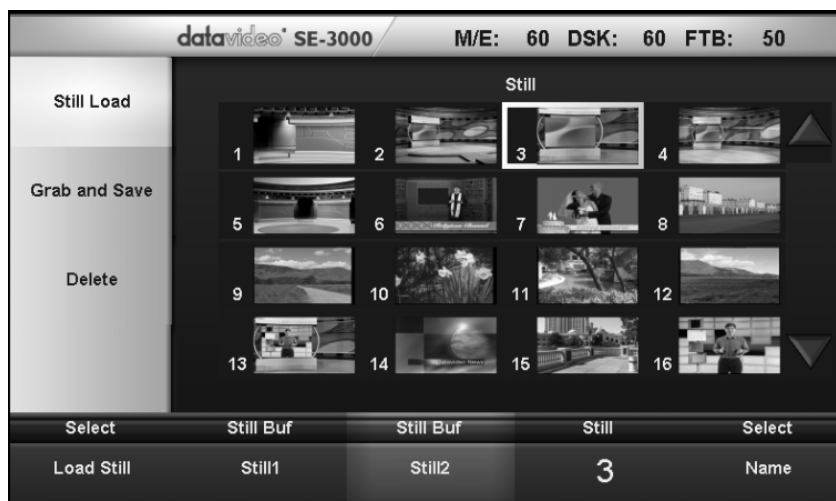 datavideo SE-3000 M/E: 60 DSK: 60 FTB: 50
Still Load
Grab and Save
Delete
Still
1 2 3 4
5 6 7 8
9 10 11 12
13 14 15 16
Select Still Buf Still Buf Still Select
Load Still Still1 Still2 3 Name